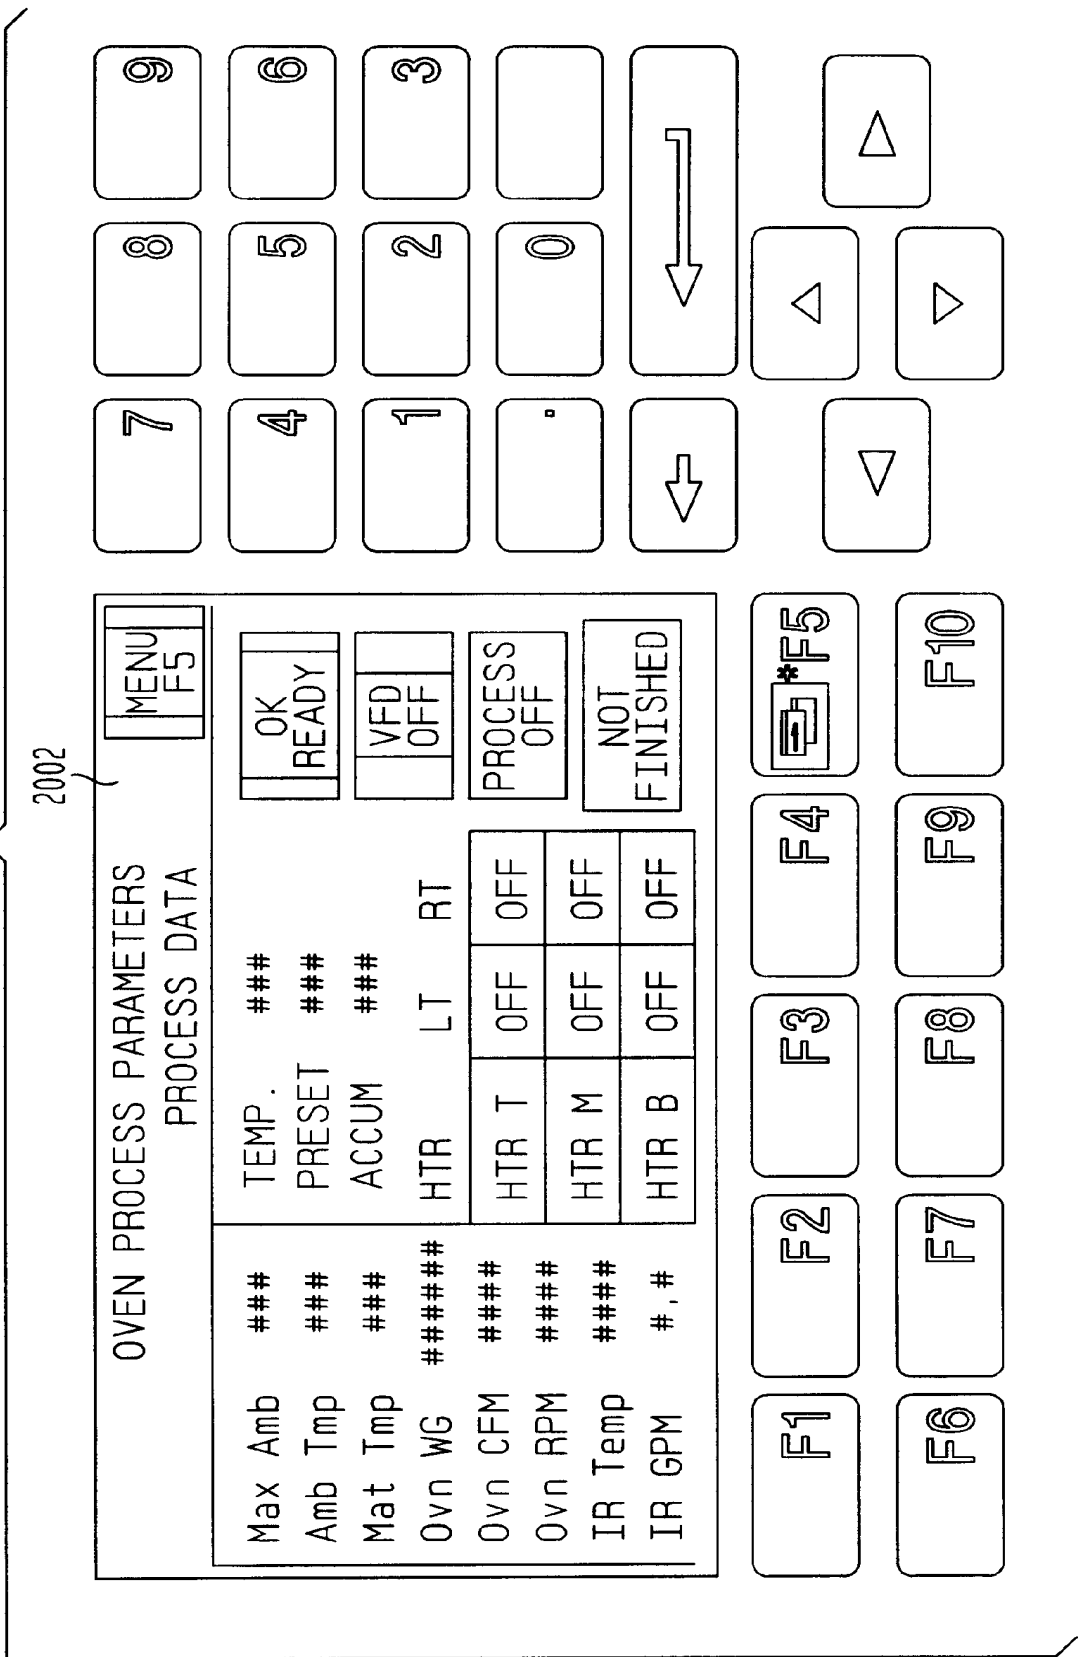 2002
OVEN PROCESS PARAMETERS
PROCESS DATA
MENU
F5
Max Amb ###
Amb Tmp ###
Mat Tmp ###
Ovn WG ######
Ovn CFM ####
Ovn RPM ####
IR Temp ####
IR GPM #.#
TEMP. ###
PRESET ###
ACCUM ###
HTR LT RT
HTR T OFF OFF
HTR M OFF OFF
HTR B OFF OFF
OK
READY
VFD
OFF
PROCESS
OFF
NOT
FINISHED
F1 F2 F3 F4 *F5
F6 F7 F8 F9 F10
7 8 9
4 5 6
1 2 3
. 0